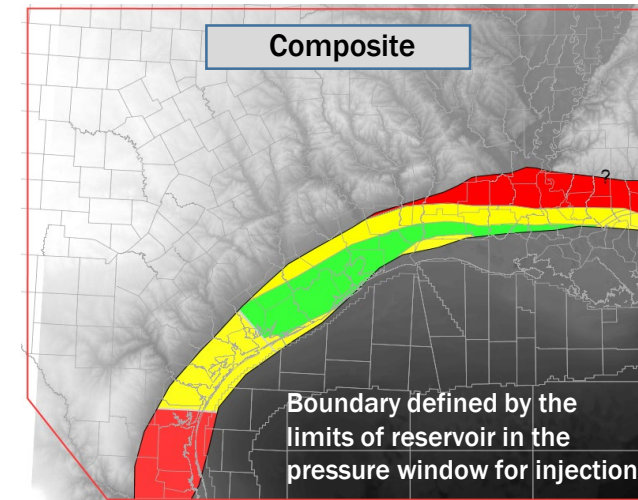 Composite
?
Boundary defined by the
limits of reservoir in the
pressure window for injection